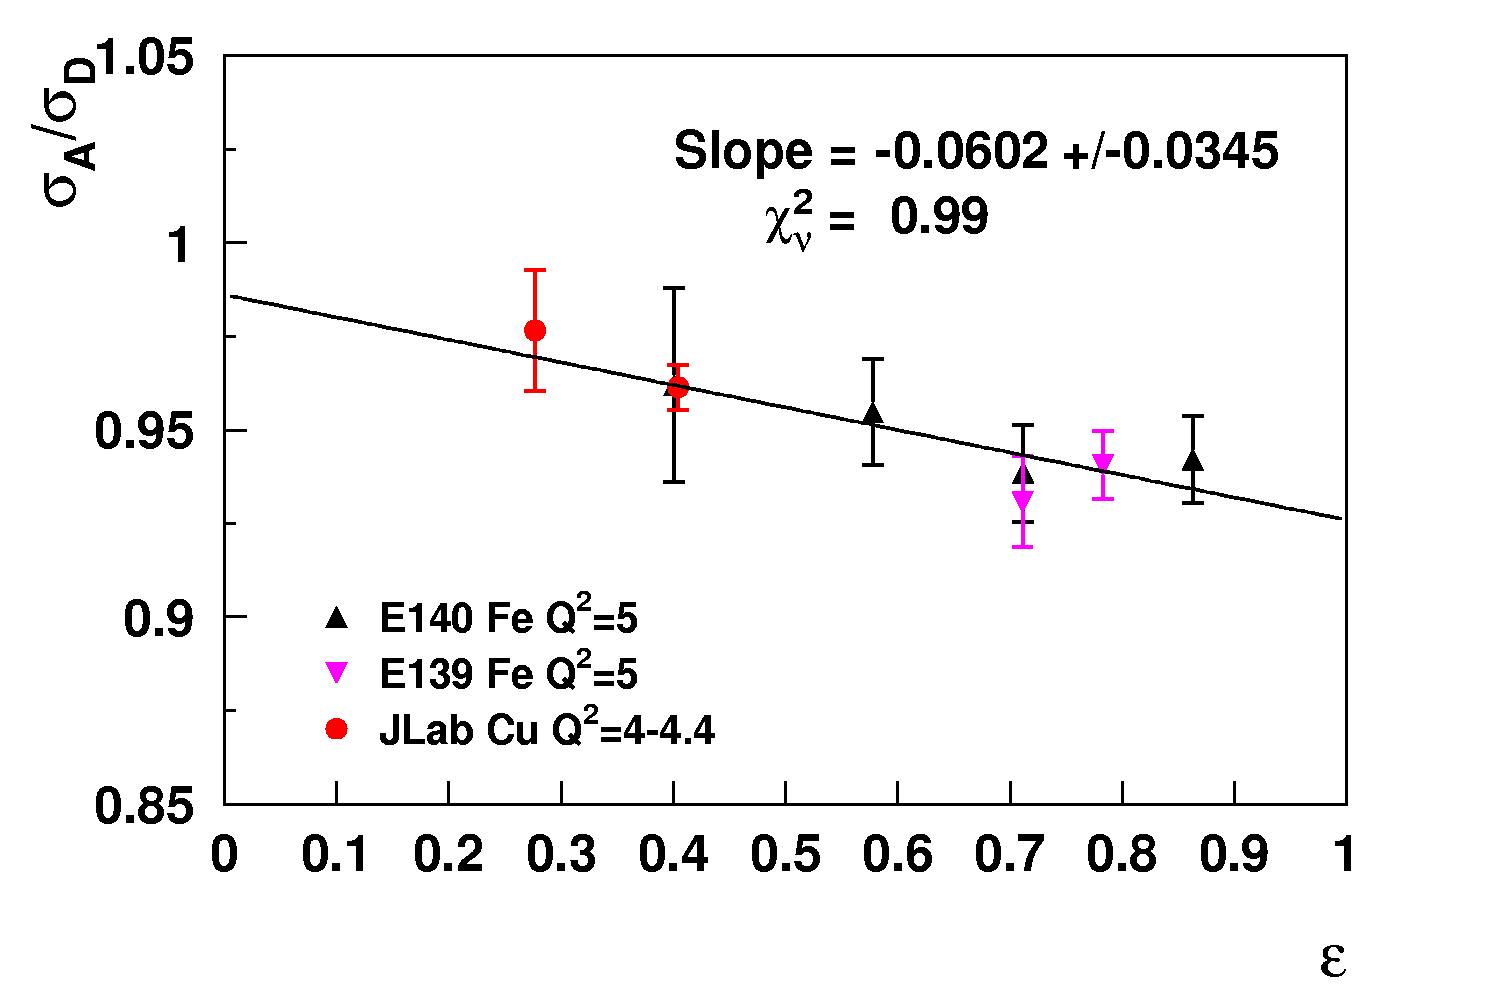 σA/σD
1.05
1
0.95
0.9
0.85
Slope = -0.0602 +/-0.0345
χ²ν = 0.99
E140 Fe Q²=5
E139 Fe Q²=5
JLab Cu Q²=4-4.4
0 0.1 0.2 0.3 0.4 0.5 0.6 0.7 0.8 0.9 1
ε